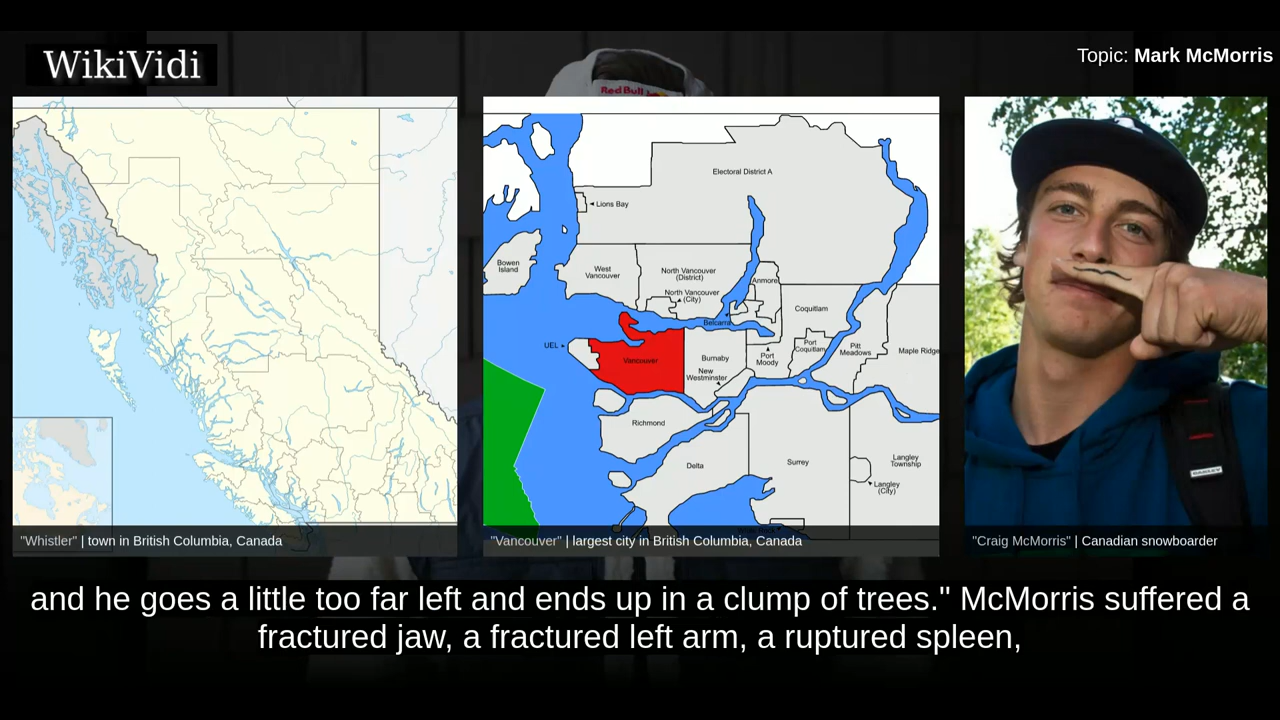 WikiVidi
Topic: Mark McMorris
Red Bull
Electoral District A
Lions Bay
Bowen
Island
West
Vancouver
North Vancouver
(District)
North Vancouver
(City)
Anmore
Belcarra
Coquitlam
UEL
Vancouver
Burnaby
New
Westminster
Port
Moody
Port
Coquitlam
Pitt
Meadows
Maple Ridge
Richmond
Delta
Surrey
Langley
Township
Langley
(City)
OAKLEY
"Whistler" | town in British Columbia, Canada
"Vancouver" | largest city in British Columbia, Canada
"Craig McMorris" | Canadian snowboarder
and he goes a little too far left and ends up in a clump of trees." McMorris suffered a
fractured jaw, a fractured left arm, a ruptured spleen,